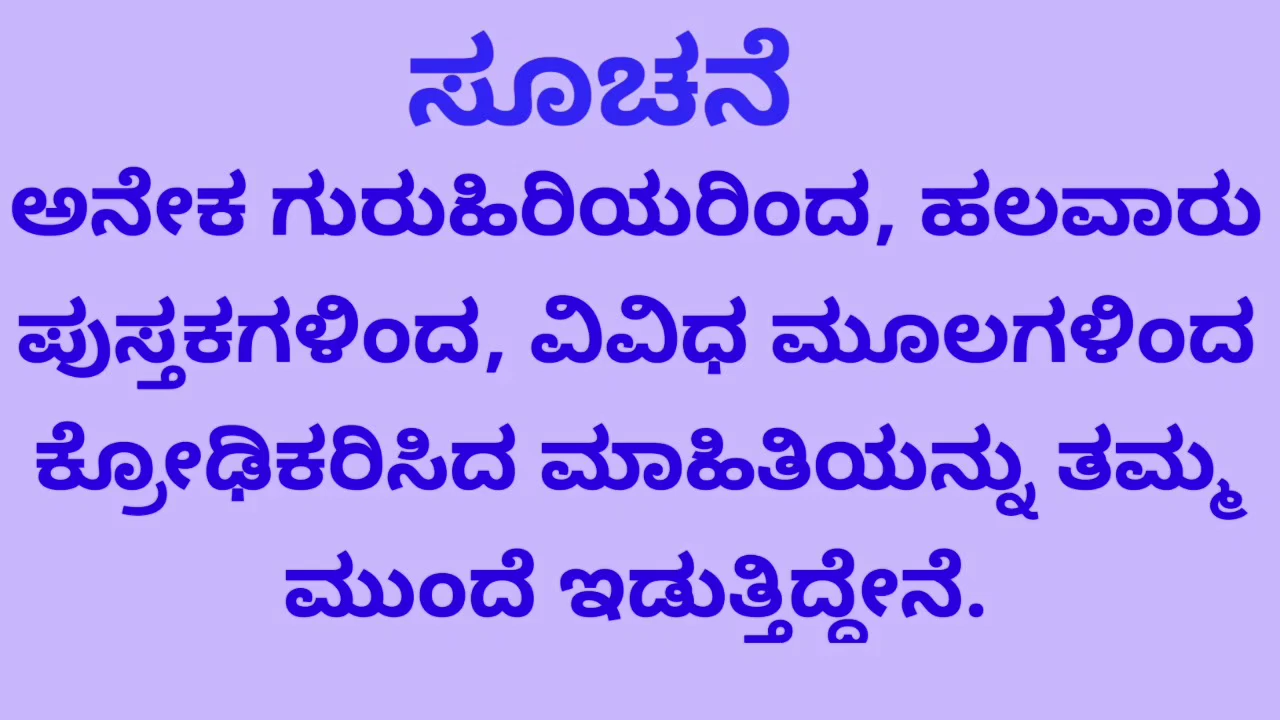 ಸೂಚನೆ
ಅನೇಕ ಗುರುಹಿರಿಯರಿಂದ, ಹಲವಾರು
ಪುಸ್ತಕಗಳಿಂದ, ವಿವಿಧ ಮೂಲಗಳಿಂದ
ಕ್ರೋಢಿಕರಿಸಿದ ಮಾಹಿತಿಯನ್ನು ತಮ್ಮ
ಮುಂದೆ ಇಡುತ್ತಿದ್ದೇನೆ.